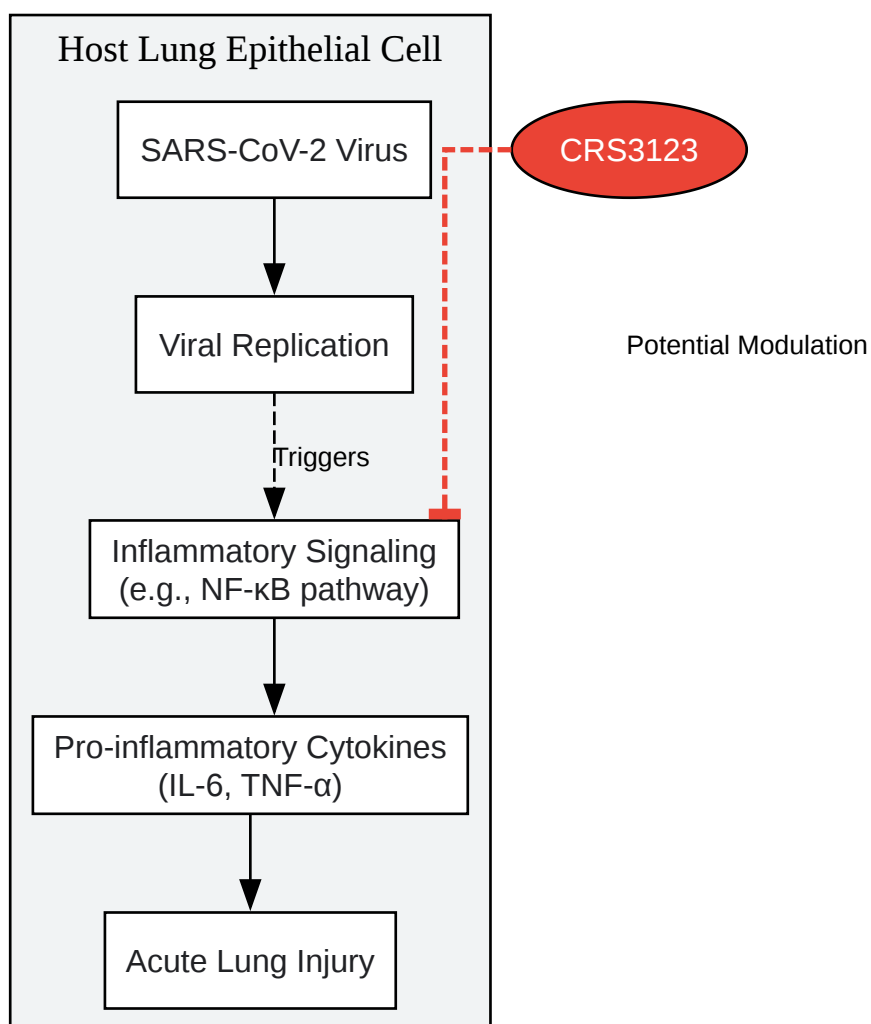 Host Lung Epithelial Cell
SARS-CoV-2 Virus
CRS3123
Viral Replication
Potential Modulation
Triggers
Inflammatory Signaling
(e.g., NF-κB pathway)
Pro-inflammatory Cytokines
(IL-6, TNF-α)
Acute Lung Injury